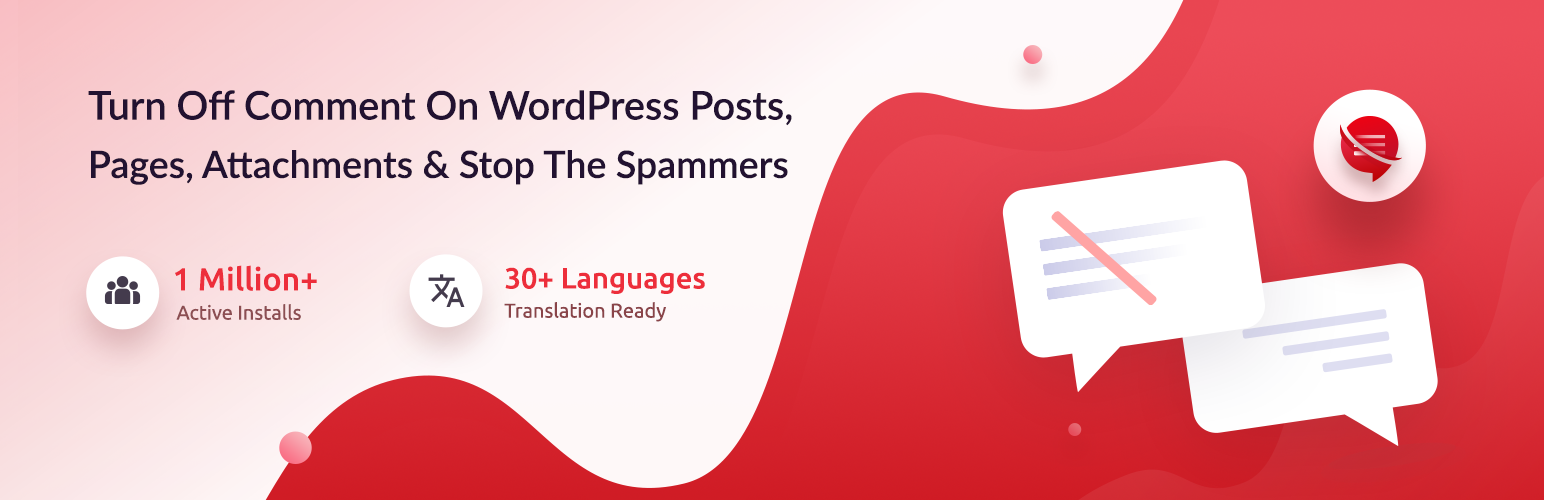 Turn Off Comment On WordPress Posts,
Pages, Attachments & Stop The Spammers
1 Million+
Active Installs
30+ Languages
Translation Ready